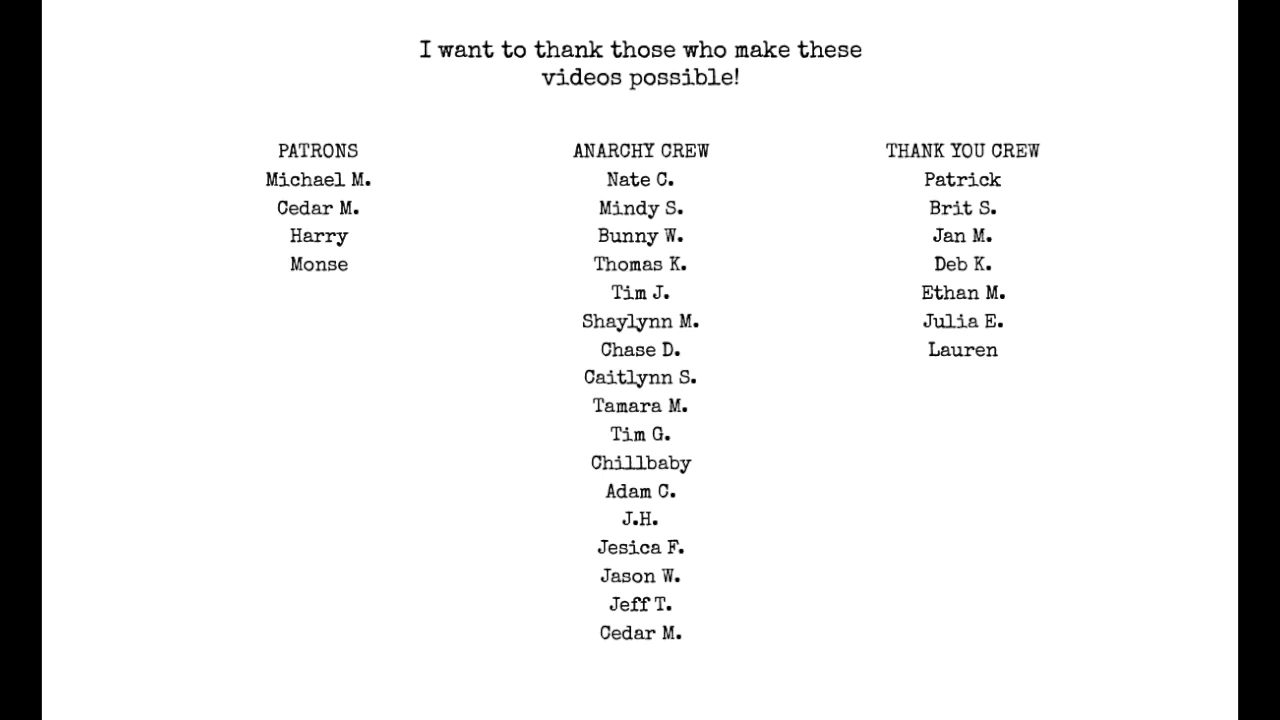 I want to thank those who make these
videos possible!
PATRONS
Michael M.
Cedar M.
Harry
Monse
ANARCHY CREW
Nate C.
Mindy S.
Bunny W.
Thomas K.
Tim J.
Shaylynn M.
Chase D.
Caitlynn S.
Tamara M.
Tim G.
Chillbaby
Adam C.
J.H.
Jesica F.
Jason W.
Jeff T.
Cedar M.
THANK YOU CREW
Patrick
Brit S.
Jan M.
Deb K.
Ethan M.
Julia E.
Lauren